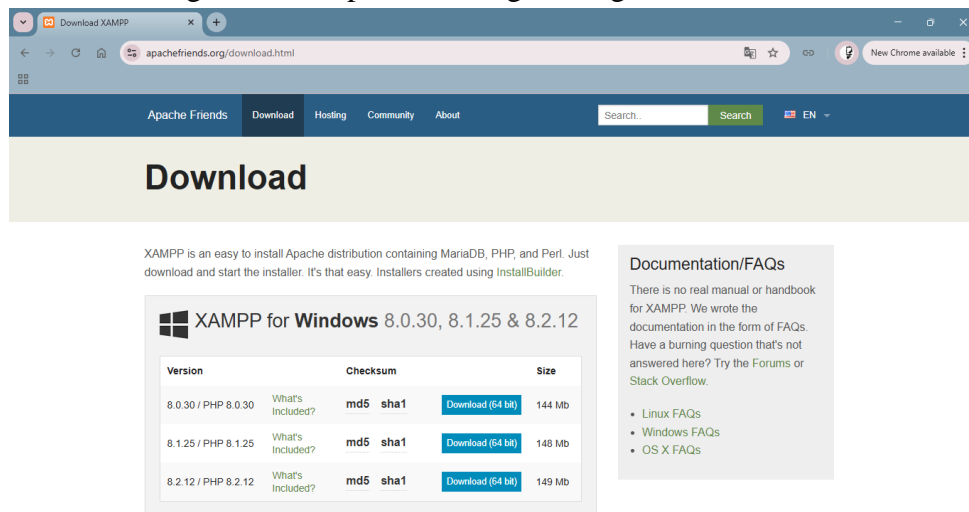 Download XAMPP
apachefriends.org/download.html
New Chrome available
Apache Friends Download Hosting Community About Search.. Search EN
Download
XAMPP is an easy to install Apache distribution containing MariaDB, PHP, and Perl. Just
download and start the installer. It's that easy. Installers created using InstallBuilder.
XAMPP for Windows 8.0.30, 8.1.25 & 8.2.12
Version Checksum Size
8.0.30 / PHP 8.0.30 What's Included? md5 sha1 Download (64 bit) 144 Mb
8.1.25 / PHP 8.1.25 What's Included? md5 sha1 Download (64 bit) 148 Mb
8.2.12 / PHP 8.2.12 What's Included? md5 sha1 Download (64 bit) 149 Mb
Documentation/FAQs
There is no real manual or handbook
for XAMPP. We wrote the
documentation in the form of FAQs.
Have a burning question that's not
answered here? Try the Forums or
Stack Overflow.
• Linux FAQs
• Windows FAQs
• OS X FAQs